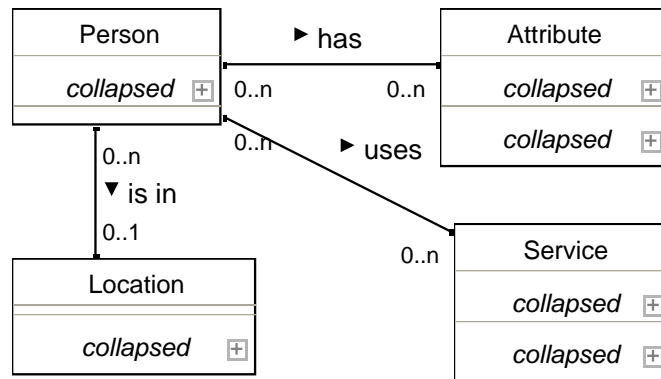 Person
collapsed
► has
0..n
0..n
Attribute
collapsed
collapsed
0..n
0..n
► uses
▼ is in
0..1
0..n
Location
collapsed
Service
collapsed
collapsed